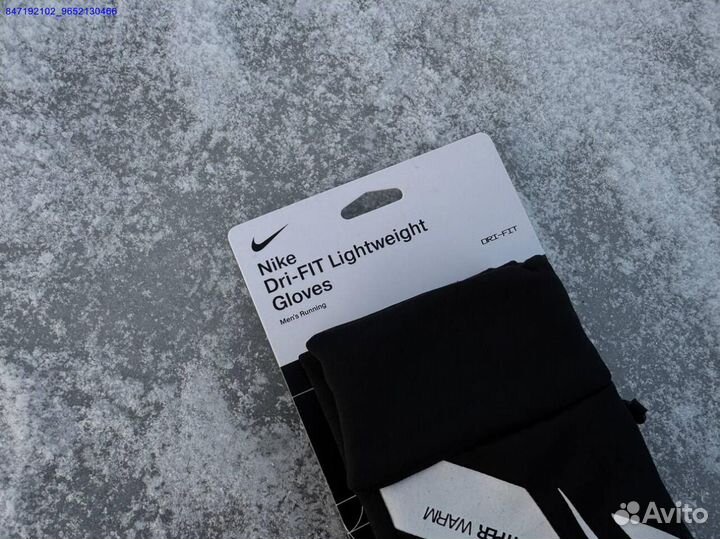 847192102_9652130466
Nike
Dri-FIT Lightweight
Gloves
Men's Running
DRI-FIT
WARM
Avito